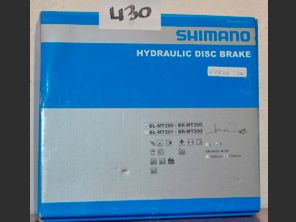 430
SHIMANO
HYDRAULIC DISC BRAKE
BL-MT200 / BR-MT200
BL-MT201 / BR-MT200